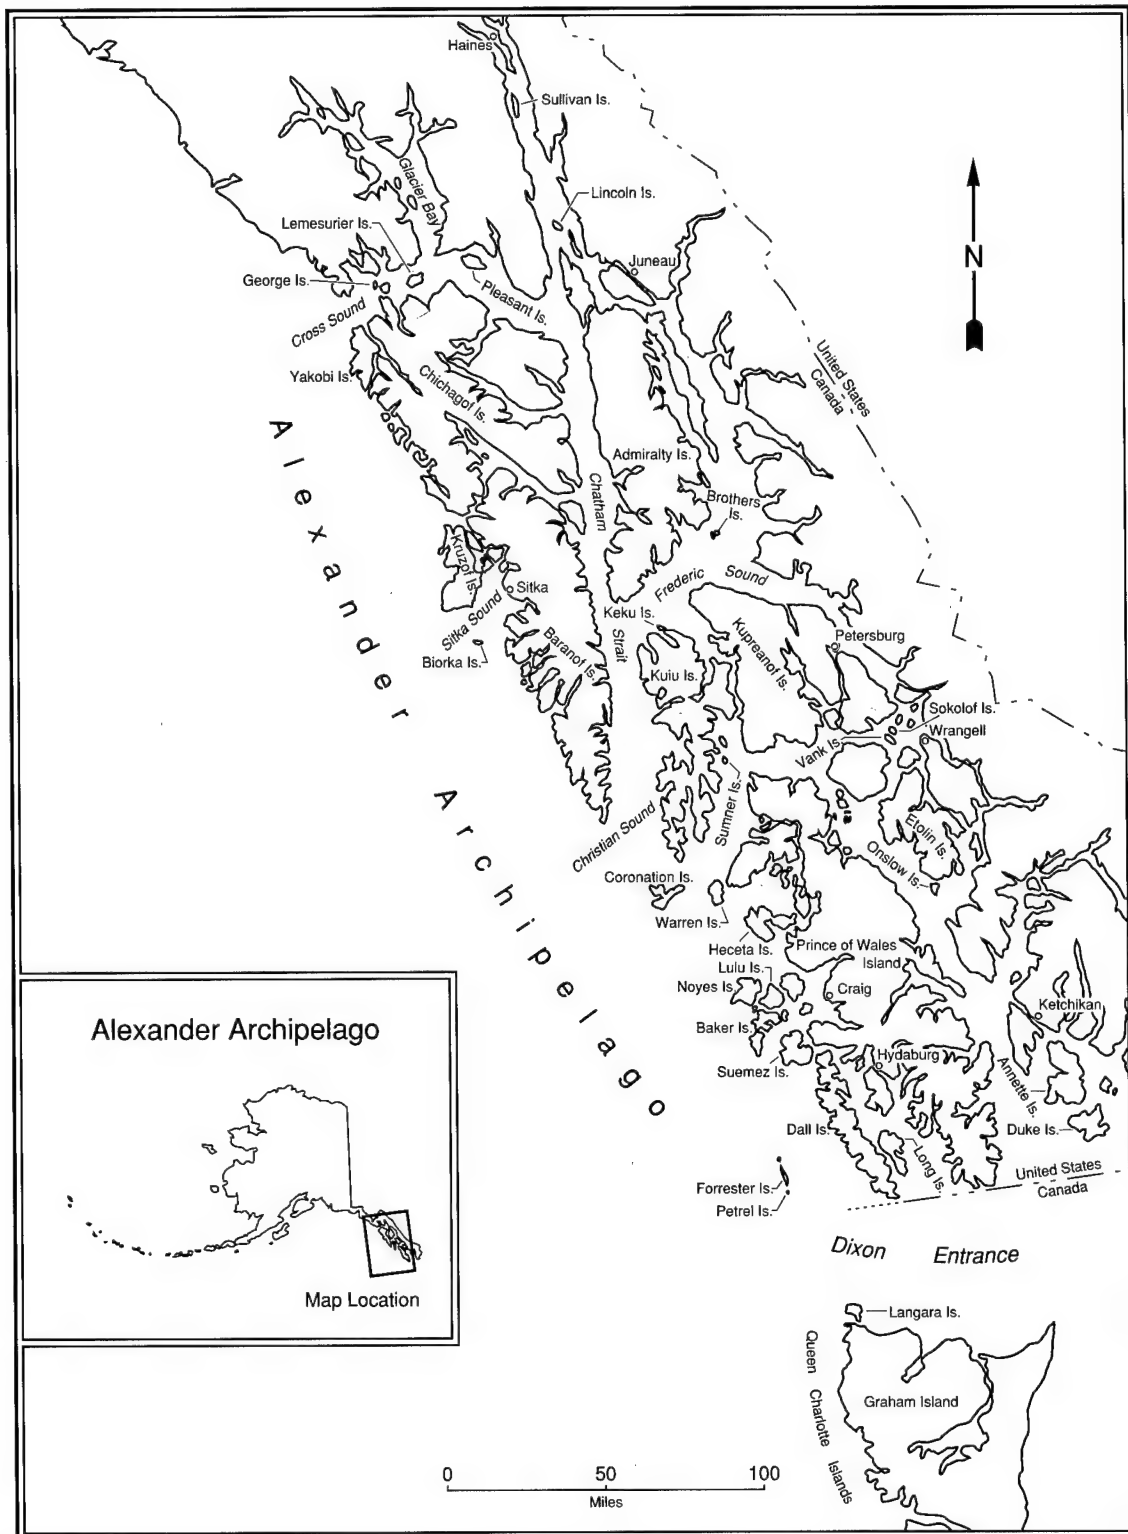 Haines
Sullivan Is.
Glacier Bay
Lincoln Is.
Lemesurier Is.
N
Juneau
George Is.
Pleasant Is.
Cross Sound
United States
Canada
Yakobi Is.
Chichagof Is.
Alexander Archipelago
Admiralty Is.
Chatham
Strait
Brothers
Is.
Kruzof Is.
Frederic Sound
Sitka
Sitka Sound
Keku Is.
Kupreanof Is.
Petersburg
Baranof Is.
Biorka Is.
Kuiu Is.
Sokolof Is.
Wrangell
Vank Is.
Sumner Is.
Christian Sound
Etolin Is.
Onslow Is.
Coronation Is.
Warren Is.
Heceta Is.
Prince of Wales
Island
Lulu Is.
Noyes Is.
Craig
Ketchikan
Baker Is.
Hydaburg
Suemez Is.
Annette Is.
Dall Is.
Duke Is.
Long Is.
United States
Canada
Forrester Is.
Petrel Is.
Dixon Entrance
Langara Is.
Queen Charlotte Islands
Graham Island
Alexander Archipelago
Map Location
0 50 100
Miles